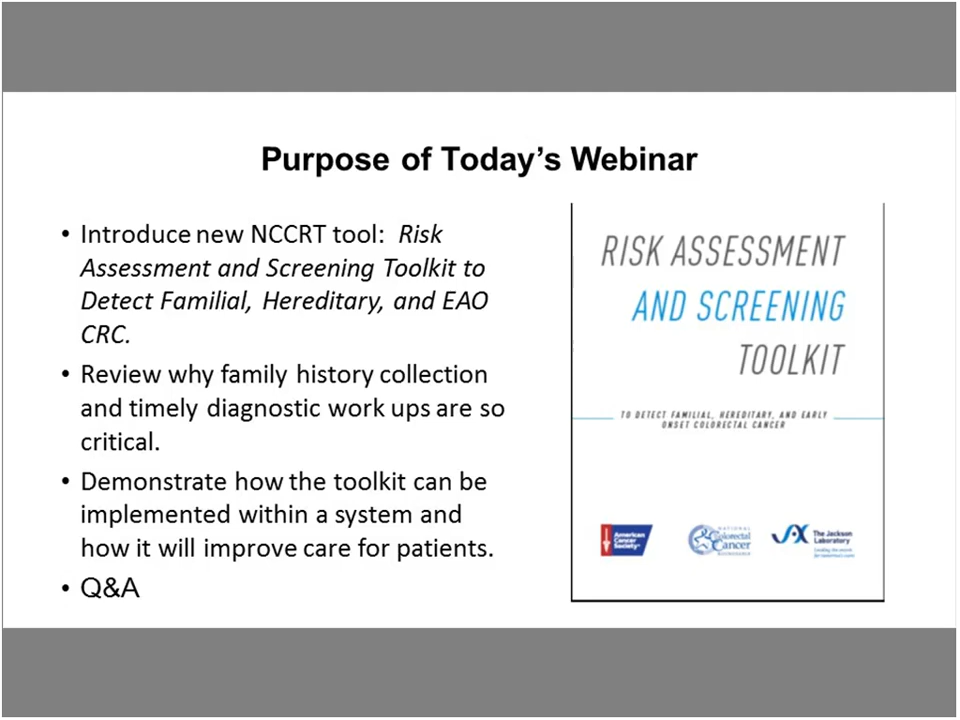 Purpose of Today's Webinar
• Introduce new NCCRT tool: Risk
Assessment and Screening Toolkit to
Detect Familial, Hereditary, and EAO
CRC.
• Review why family history collection
and timely diagnostic work ups are so
critical.
• Demonstrate how the toolkit can be
implemented within a system and
how it will improve care for patients.
• Q&A
RISK ASSESSMENT
AND SCREENING
TOOLKIT
TO DETECT FAMILIAL, HEREDITARY, AND EARLY
ONSET COLORECTAL CANCER
American
Cancer
Society
NATIONAL
Colorectal
Cancer
ROUNDTABLE
JAX
The Jackson
Laboratory